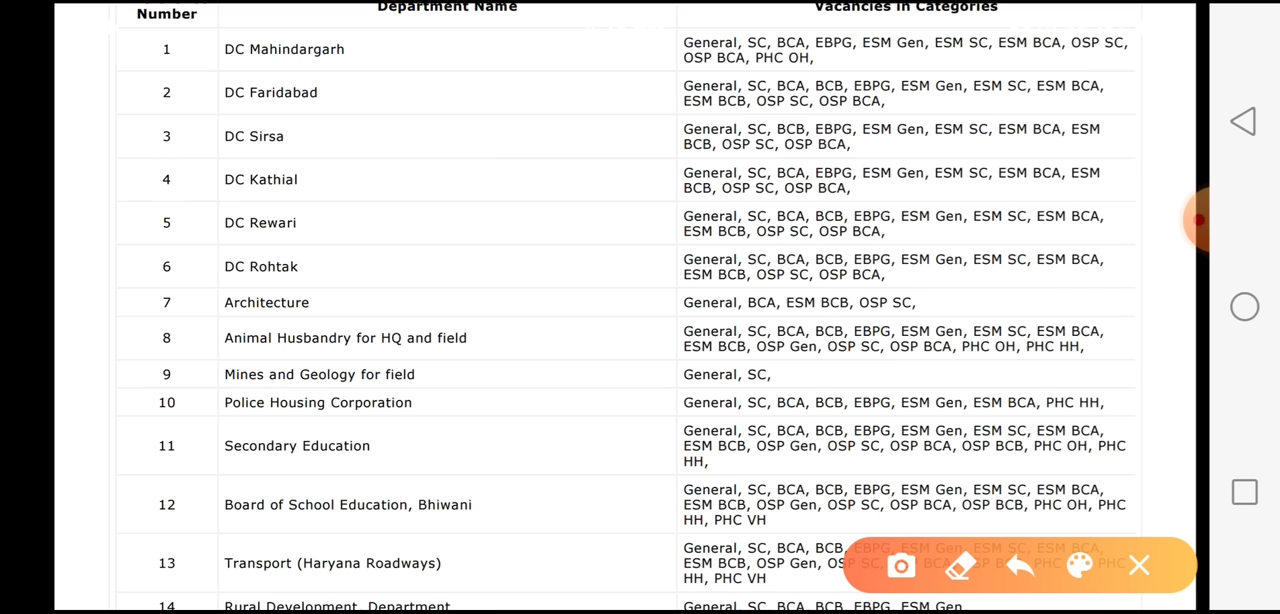 Number
Department Name
Vacancies in Categories
1
DC Mahindargarh
General, SC, BCA, EBPG, ESM Gen, ESM SC, ESM BCA, OSP SC,
OSP BCA, PHC OH,
2
DC Faridabad
General, SC, BCA, BCB, EBPG, ESM Gen, ESM SC, ESM BCA,
ESM BCB, OSP SC, OSP BCA,
3
DC Sirsa
General, SC, BCB, EBPG, ESM Gen, ESM SC, ESM BCA, ESM
BCB, OSP SC, OSP BCA,
4
DC Kathial
General, SC, BCA, EBPG, ESM Gen, ESM SC, ESM BCA, ESM
BCB, OSP SC, OSP BCA,
5
DC Rewari
General, SC, BCA, BCB, EBPG, ESM Gen, ESM SC, ESM BCA,
ESM BCB, OSP SC, OSP BCA,
6
DC Rohtak
General, SC, BCA, BCB, EBPG, ESM Gen, ESM SC, ESM BCA,
ESM BCB, OSP SC, OSP BCA,
7
Architecture
General, BCA, ESM BCB, OSP SC,
8
Animal Husbandry for HQ and field
General, SC, BCA, BCB, EBPG, ESM Gen, ESM SC, ESM BCA,
ESM BCB, OSP Gen, OSP SC, OSP BCA, PHC OH, PHC HH,
9
Mines and Geology for field
General, SC,
10
Police Housing Corporation
General, SC, BCA, BCB, EBPG, ESM Gen, ESM BCA, PHC HH,
11
Secondary Education
General, SC, BCA, BCB, EBPG, ESM Gen, ESM SC, ESM BCA,
ESM BCB, OSP Gen, OSP SC, OSP BCA, OSP BCB, PHC OH, PHC
HH,
12
Board of School Education, Bhiwani
General, SC, BCA, BCB, EBPG, ESM Gen, ESM SC, ESM BCA,
ESM BCB, OSP Gen, OSP SC, OSP BCA, OSP BCB, PHC OH, PHC
HH, PHC VH
13
Transport (Haryana Roadways)
General, SC, BCA, BCB, EBPG, ESM Gen, ESM SC, ESM BCA,
ESM BCB, OSP Gen, OSP SC, PHC
HH, PHC VH
14
Rural Development, Department
General, SC, BCA, BCB, EBPG, ESM Gen,